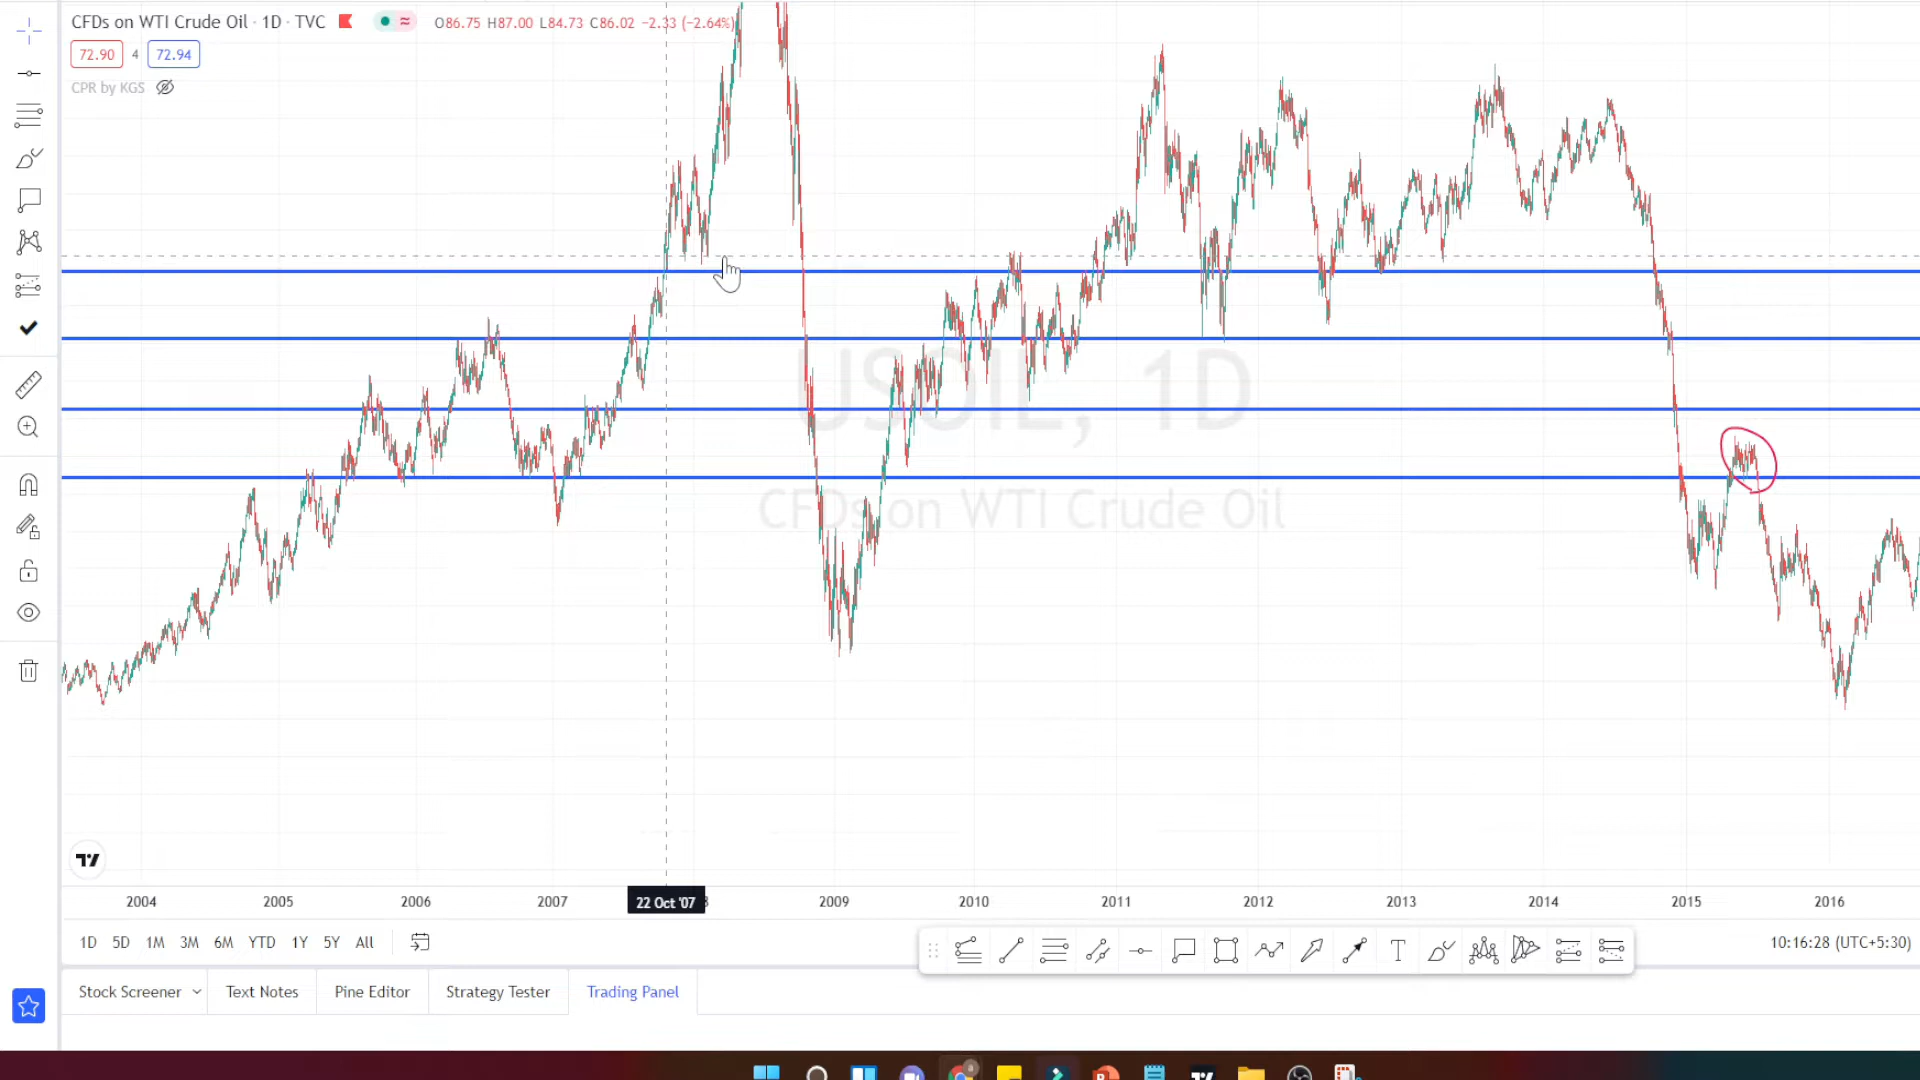 CFDs on WTI Crude Oil · 1D · TVC O86.75 H87.00 L84.73 C86.02 −2.33 (−2.64%)
72.90 4 72.94
CPR by KGS
USOIL, 1D
CFDs on WTI Crude Oil
2004 2005 2006 2007 22 Oct '07 2009 2010 2011 2012 2013 2014 2015 2016
1D 5D 1M 3M 6M YTD 1Y 5Y All 10:16:28 (UTC+5:30)
Stock Screener Text Notes Pine Editor Strategy Tester Trading Panel